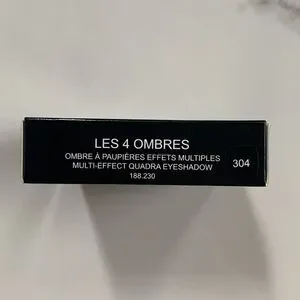 LES 4 OMBRES
OMBRE À PAUPIÈRES EFFETS MULTIPLES
MULTI-EFFECT QUADRA EYESHADOW
188.230
304